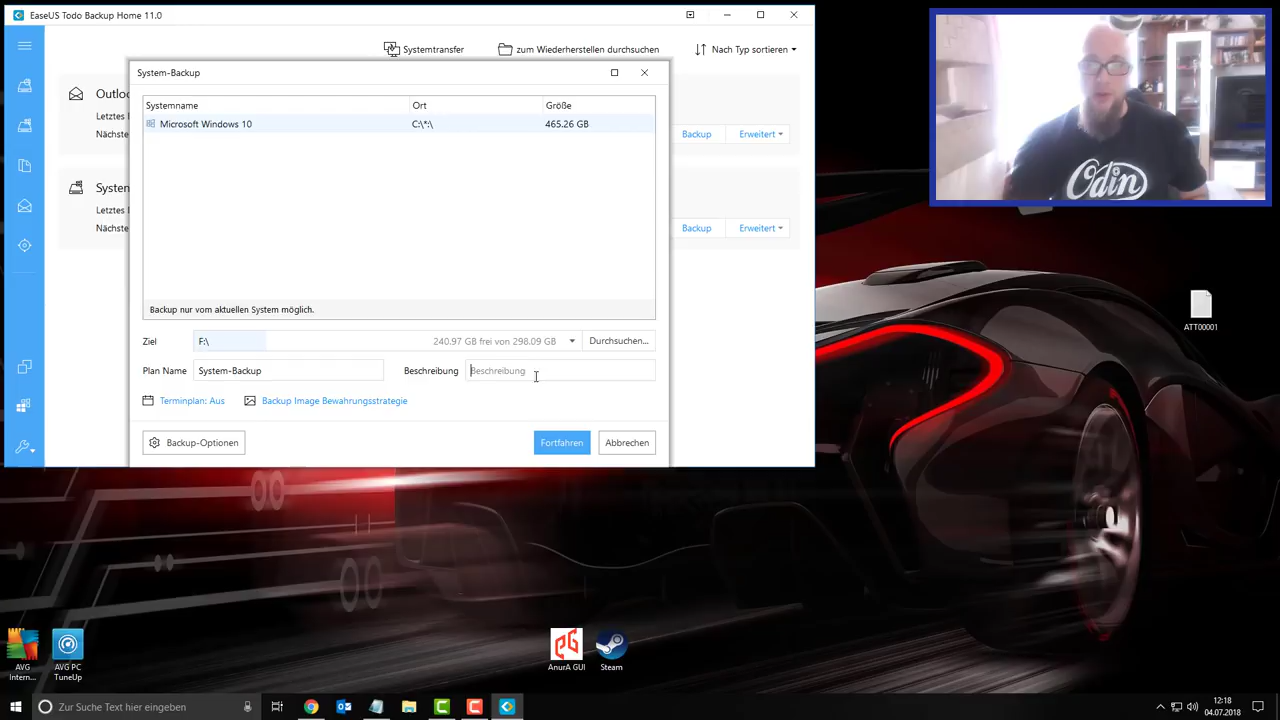 EaseUS Todo Backup Home 11.0
Systemtransfer
zum Wiederherstellen durchsuchen
Nach Typ sortieren
Outloo
Letztes
Nächste
Backup
Erweitert
System
Letztes
Nächste
Backup
Erweitert
System-Backup
Systemname
Ort
Größe
Microsoft Windows 10
C:\*:\
465.26 GB
Backup nur vom aktuellen System möglich.
Ziel
F:\
240.97 GB frei von 298.09 GB
Durchsuchen...
Plan Name
System-Backup
Beschreibung
Beschreibung
Terminplan: Aus
Backup Image Bewahrungsstrategie
Backup-Optionen
Fortfahren
Abbrechen
Odin
ATT00001
AVG
Intern...
AVG PC
TuneUp
AnurA GUI
Steam
Zur Suche Text hier eingeben
12:18
04.07.2018